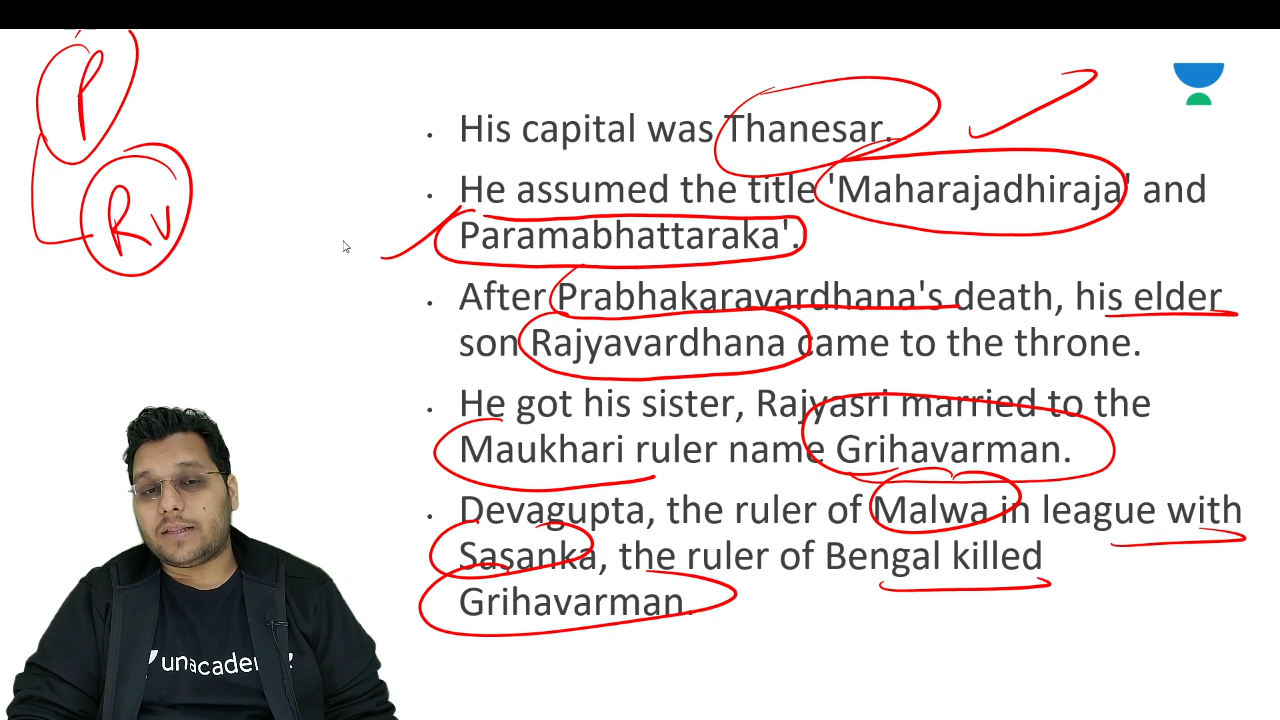 P
Rv
• His capital was Thanesar.
• He assumed the title 'Maharajadhiraja' and
Paramabhattaraka'.
• After Prabhakaravardhana's death, his elder
son Rajyavardhana came to the throne.
• He got his sister, Rajyasri married to the
Maukhari ruler name Grihavarman.
• Devagupta, the ruler of Malwa in league with
Sasanka, the ruler of Bengal killed
Grihavarman.
unacade